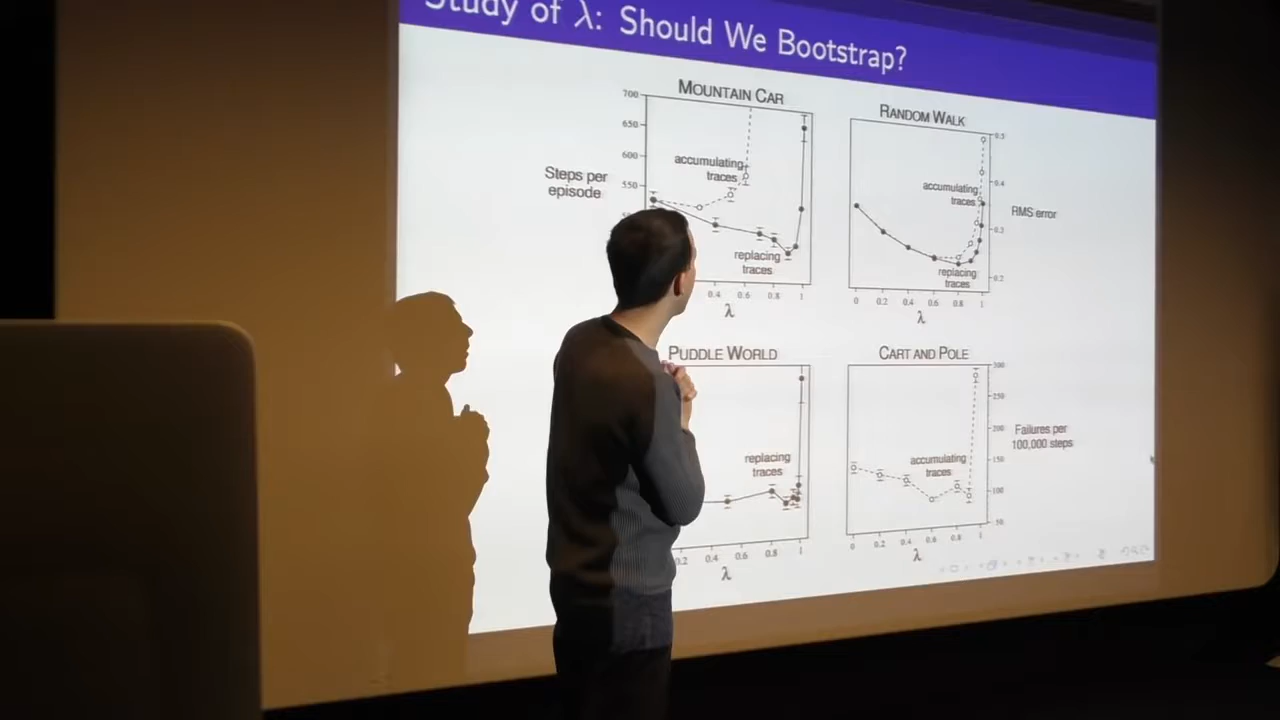 Study of λ: Should We Bootstrap?
MOUNTAIN CAR
700
650
600
550
Steps per
episode
accumulating
traces
replacing
traces
0.4
0.6
0.8
1
λ
RANDOM WALK
accumulating
traces
replacing
traces
0.5
0.4
0.3
0.2
RMS error
0
0.2
0.4
0.6
0.8
1
λ
PUDDLE WORLD
replacing
traces
0.2
0.4
0.6
0.8
1
λ
CART AND POLE
accumulating
traces
300
250
200
150
100
50
Failures per
100,000 steps
0
0.2
0.4
0.6
0.8
1
λ